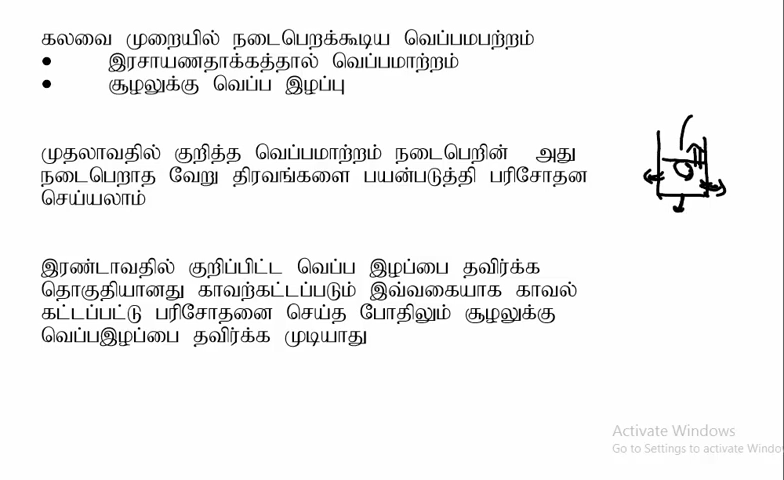 கலவை முறையில் நடைபெறக்கூடிய வெப்பமபற்றம்
• இரசாயணதாக்கத்தால் வெப்பமாற்றம்
• சூழலுக்கு வெப்ப இழப்பு
முதலாவதில் குறித்த வெப்பமாற்றம் நடைபெறின் அது
நடைபெறாத வேறு திரவங்களை பயன்படுத்தி பரிசோதன
செய்யலாம்
இரண்டாவதில் குறிப்பிட்ட வெப்ப இழப்பை தவிர்க்க
தொகுதியானது காவற்கட்டப்படும் இவ்வகையாக காவல்
கட்டப்பட்டு பரிசோதனை செய்த போதிலும் சூழலுக்கு
வெப்பஇழப்பை தவிர்க்க முடியாது
Activate Windows
Go to Settings to activate Windo